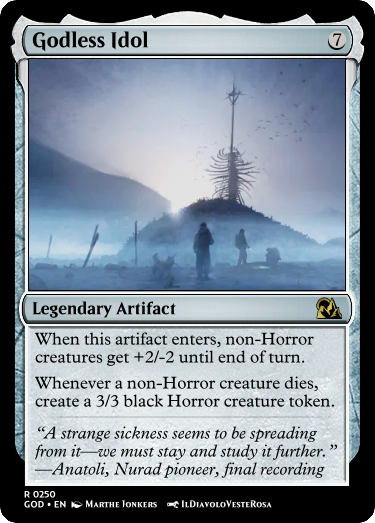 Godless Idol 7
Legendary Artifact
When this artifact enters, non-Horror
creatures get +2/-2 until end of turn.
Whenever a non-Horror creature dies,
create a 3/3 black Horror creature token.
“A strange sickness seems to be spreading
from it—we must stay and study it further.”
—Anatoli, Nurad pioneer, final recording
R 0250
GOD • EN Marthe Jonkers IlDiavoloVesteRosa